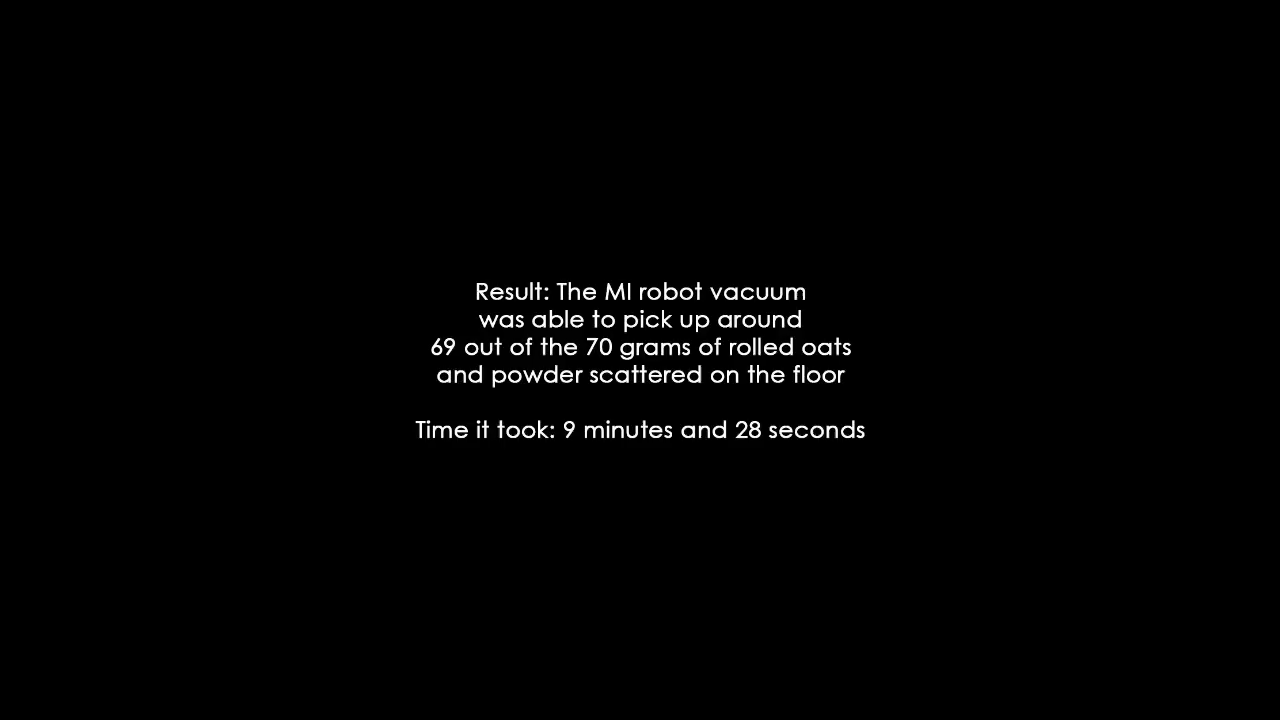 Result: The MI robot vacuum
was able to pick up around
69 out of the 70 grams of rolled oats
and powder scattered on the floor
Time it took: 9 minutes and 28 seconds